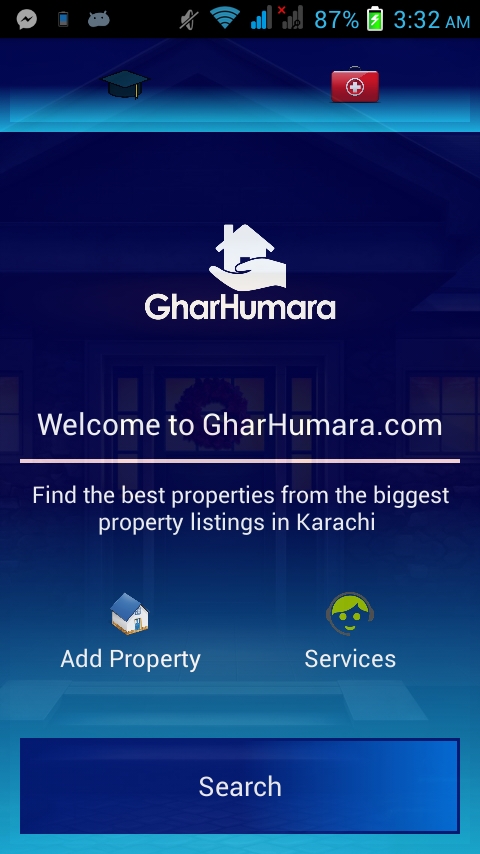 87% 3:32 AM
GharHumara
Welcome to GharHumara.com
Find the best properties from the biggest
property listings in Karachi
Add Property Services
Search